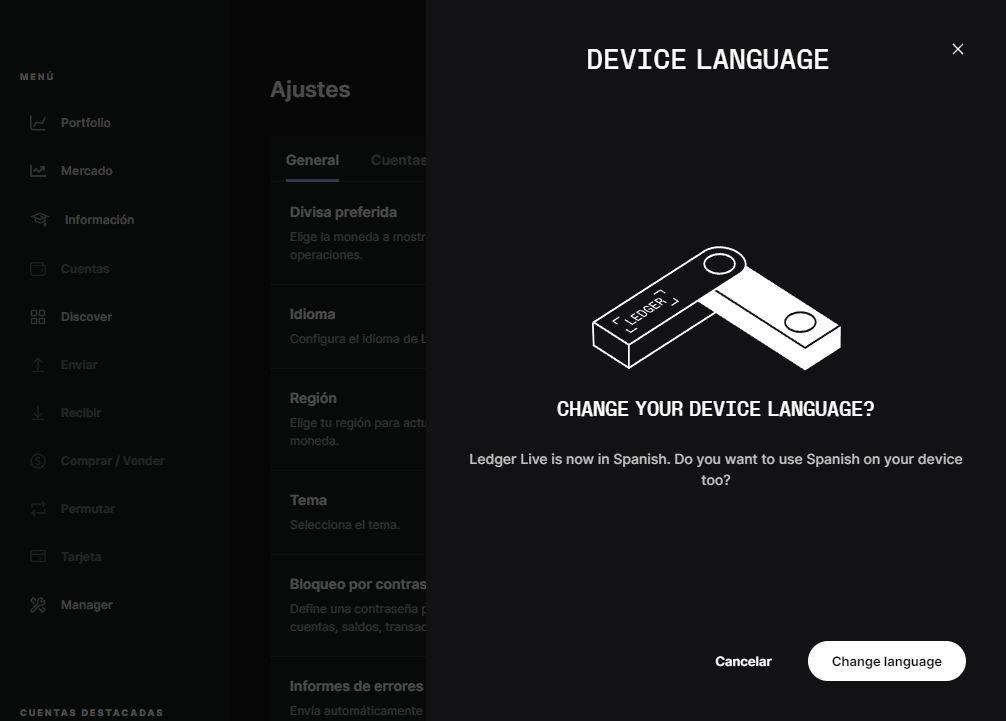 MENÚ
Portfolio
Mercado
Información
Cuentas
Discover
Enviar
Recibir
Comprar / Vender
Permutar
Tarjeta
Manager
CUENTAS DESTACADAS
Ajustes
General Cuentas
Divisa preferida
Elige la moneda a mostr
operaciones.
Idioma
Configura el idioma de L
Región
Elige tu región para actu
moneda.
Tema
Selecciona el tema.
Bloqueo por contras
Define una contraseña p
cuentas, saldos, transac
Informes de errores
Envía automáticamente
DEVICE LANGUAGE
LEDGER
CHANGE YOUR DEVICE LANGUAGE?
Ledger Live is now in Spanish. Do you want to use Spanish on your device
too?
Cancelar
Change language